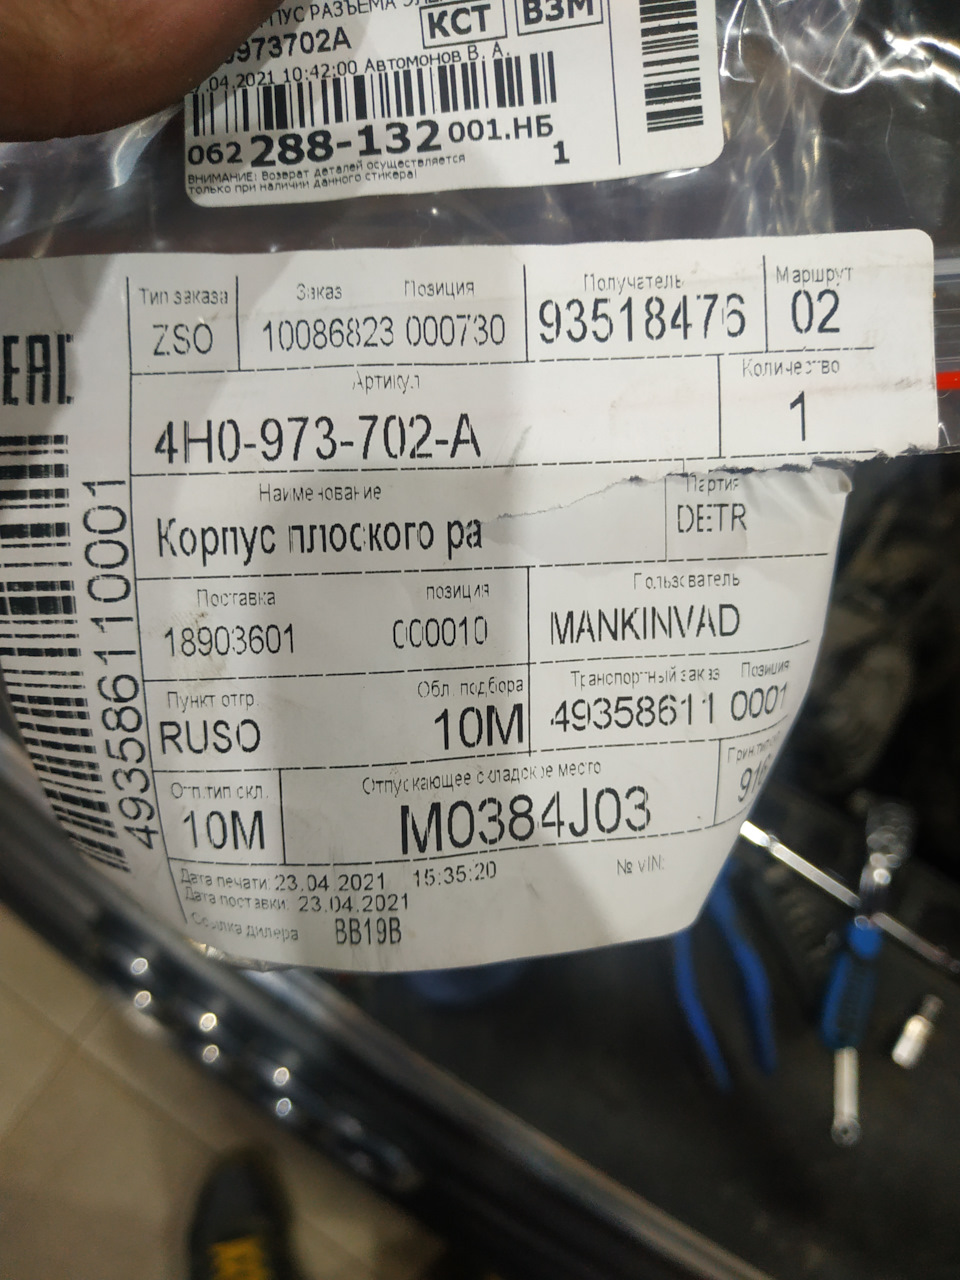 РАЗЪЕМА
КСТ
ВЗМ
973702A
.04.2021 10:42:00 Автомонов В. А.
062 288-132 001.НБ
1
ВНИМАНИЕ: Возврат деталей осуществляется
только при наличии данного стикера!
EAC
Тип заказа
Заказ
Позиция
Получатель
Маршрут
ZSO
10086823 000730
93518476
02
Артикул
Количество
4H0-973-702-A
1
Наименование
Партия
Корпус плоского ра
DETR
Поставка
позиция
Пользователь
18903601
000010
MANKINVAD
Пункт отгр.
Обл. подбора
Транспортный заказ
Позиция
RUSO
10M
49358611 0001
Отп.тип скл.
Отпускающее складское место
10M
M0384J03
Дата печати: 23.04.2021 15:35:20
№ VIN:
Дата поставки: 23.04.2021
Ссылка дилера BB19B
49358611 0001